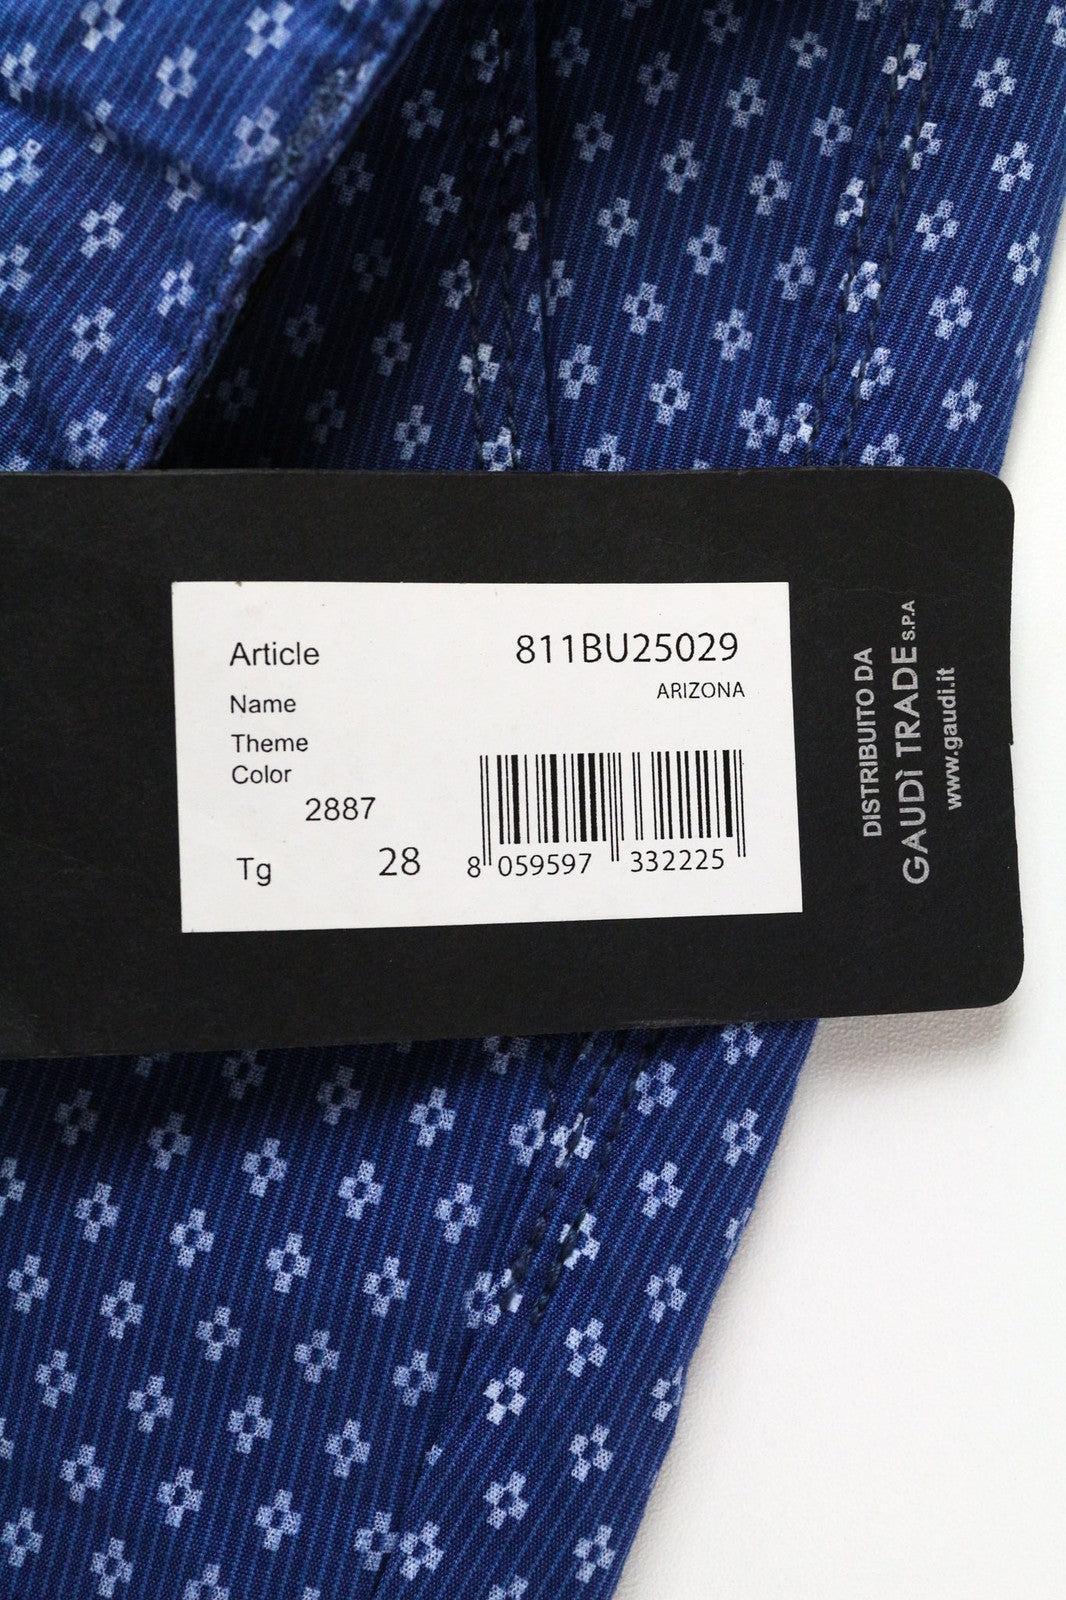 Article 811BU25029
Name ARIZONA
Theme
Color
2887
Tg 28
8 059597 332225
DISTRIBUITO DA
GAUDÌ TRADE S.P.A
www.gaudi.it